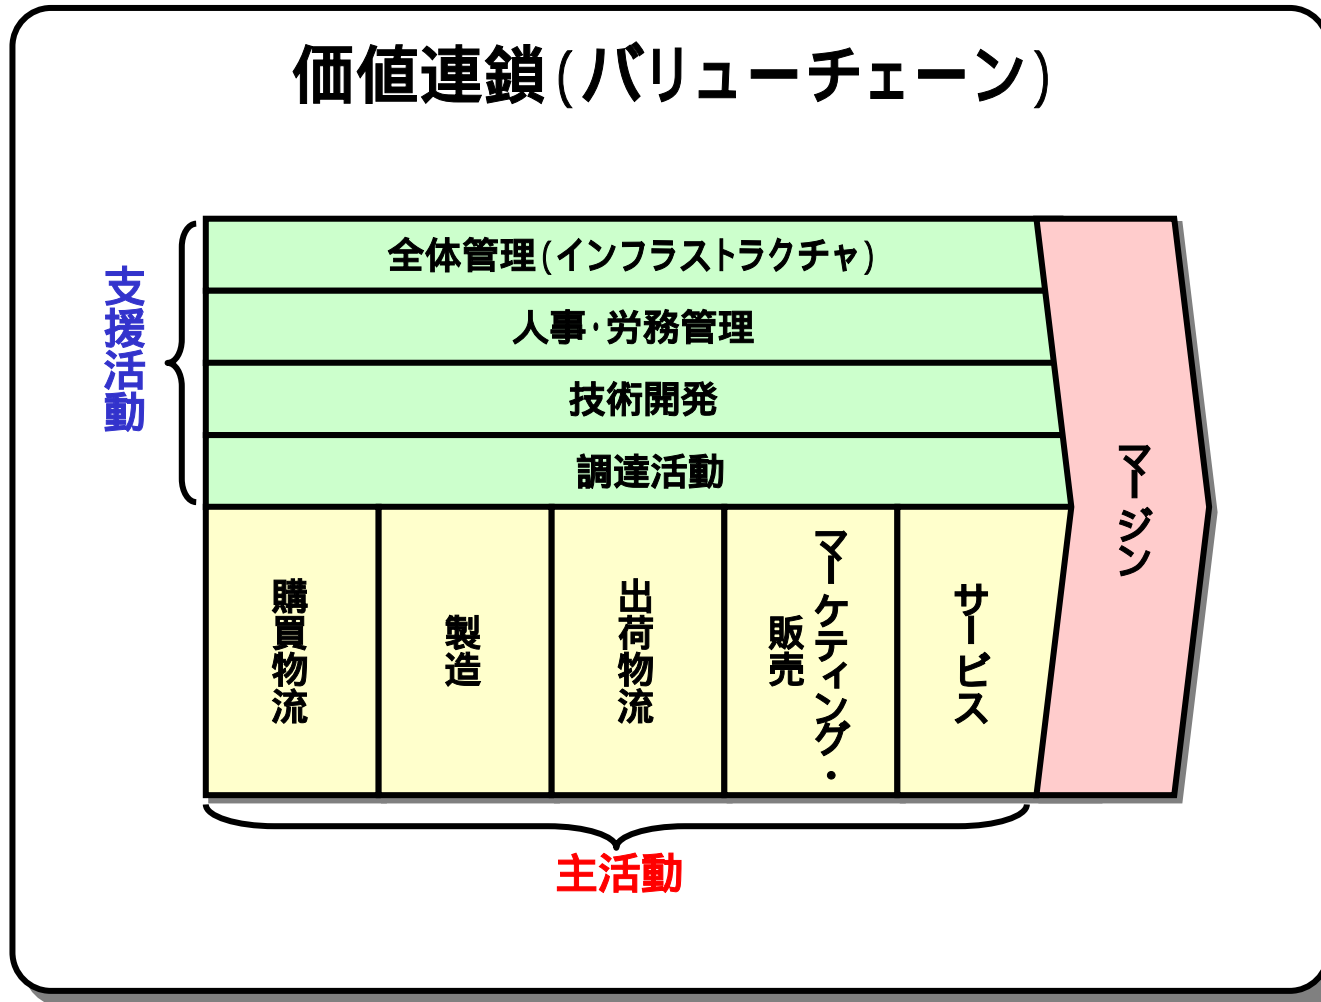 価値連鎖(バリューチェーン)
支援活動
全体管理(インフラストラクチャ)
人事・労務管理
技術開発
調達活動
購買物流
製造
出荷物流
マーケティング・
販売
サービス
マージン
主活動